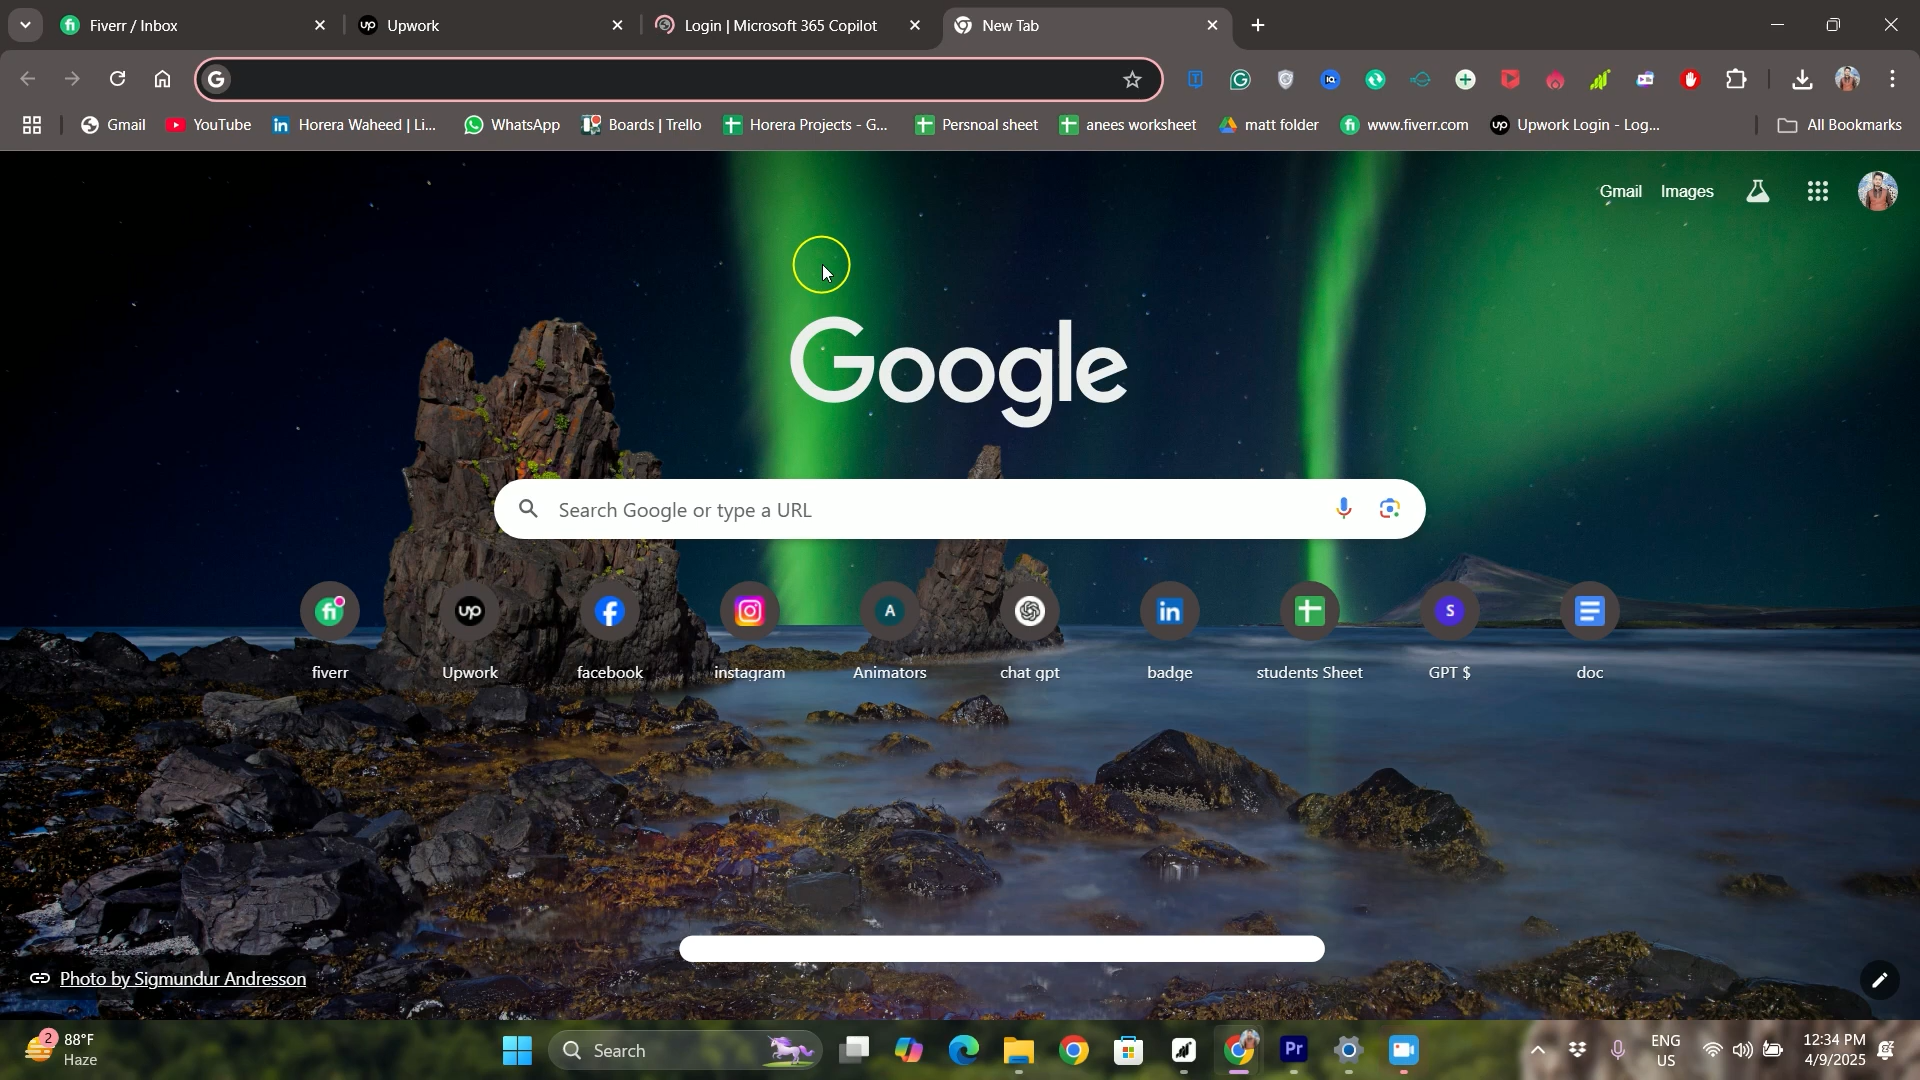 Fiverr / Inbox
Upwork
Login | Microsoft 365 Copilot
New Tab
Gmail
YouTube
Horera Waheed | Li...
WhatsApp
Boards | Trello
Horera Projects - G...
Persnoal sheet
anees worksheet
matt folder
www.fiverr.com
Upwork Login - Log...
All Bookmarks
Gmail
Images
Google
Search Google or type a URL
fiverr
Upwork
facebook
instagram
A
Animators
chat gpt
badge
students Sheet
S
GPT $
doc
Photo by Sigmundur Andresson
2
88°F
Haze
Search
Pr
ENG
US
12:34 PM
4/9/2025